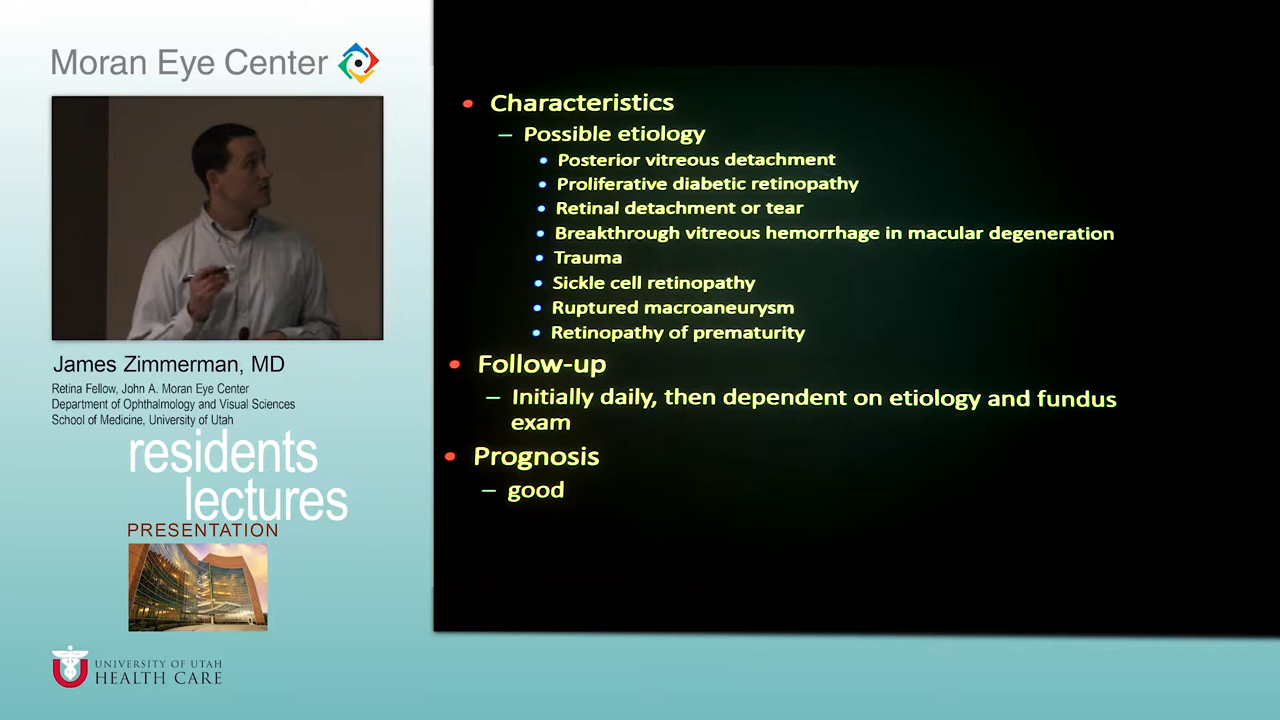 Moran Eye Center
James Zimmerman, MD
Retina Fellow, John A. Moran Eye Center
Department of Ophthalmology and Visual Sciences
School of Medicine, University of Utah
residents
lectures
PRESENTATION
UNIVERSITY OF UTAH
HEALTH CARE
• Characteristics
– Possible etiology
• Posterior vitreous detachment
• Proliferative diabetic retinopathy
• Retinal detachment or tear
• Breakthrough vitreous hemorrhage in macular degeneration
• Trauma
• Sickle cell retinopathy
• Ruptured macroaneurysm
• Retinopathy of prematurity
• Follow-up
– Initially daily, then dependent on etiology and fundus
exam
• Prognosis
– good